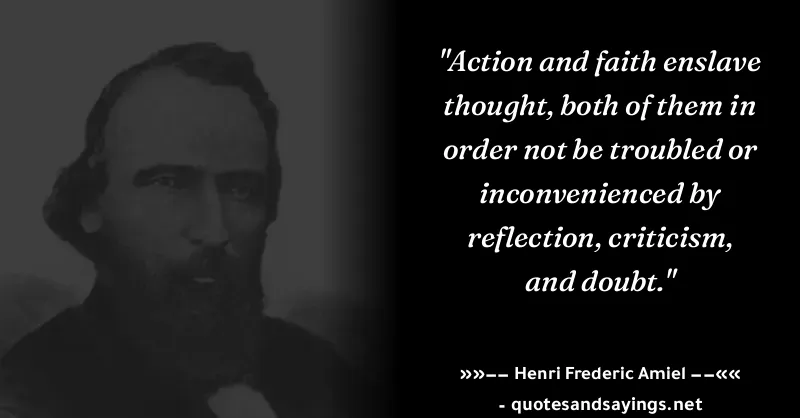 "Action and faith enslave
thought, both of them in
order not be troubled or
inconvenienced by
reflection, criticism,
and doubt."
»»–– Henri Frederic Amiel ––««
- quotesandsayings.net